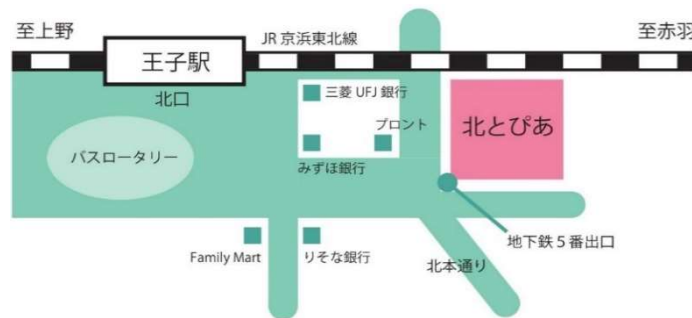 至上野
JR 京浜東北線
至赤羽
王子駅
北口
三菱 UFJ 銀行
プロント
北とぴあ
バスロータリー
みずほ銀行
地下鉄5番出口
Family Mart
りそな銀行
北本通り